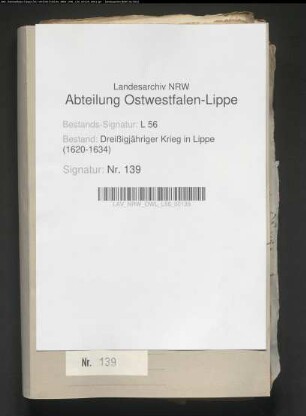 Landesarchiv NRW
Abteilung Ostwestfalen-Lippe
Bestands-Signatur: L 56
Bestand: Dreißigjähriger Krieg in Lippe
(1620-1634)
Signatur: Nr. 139
Nr. 139